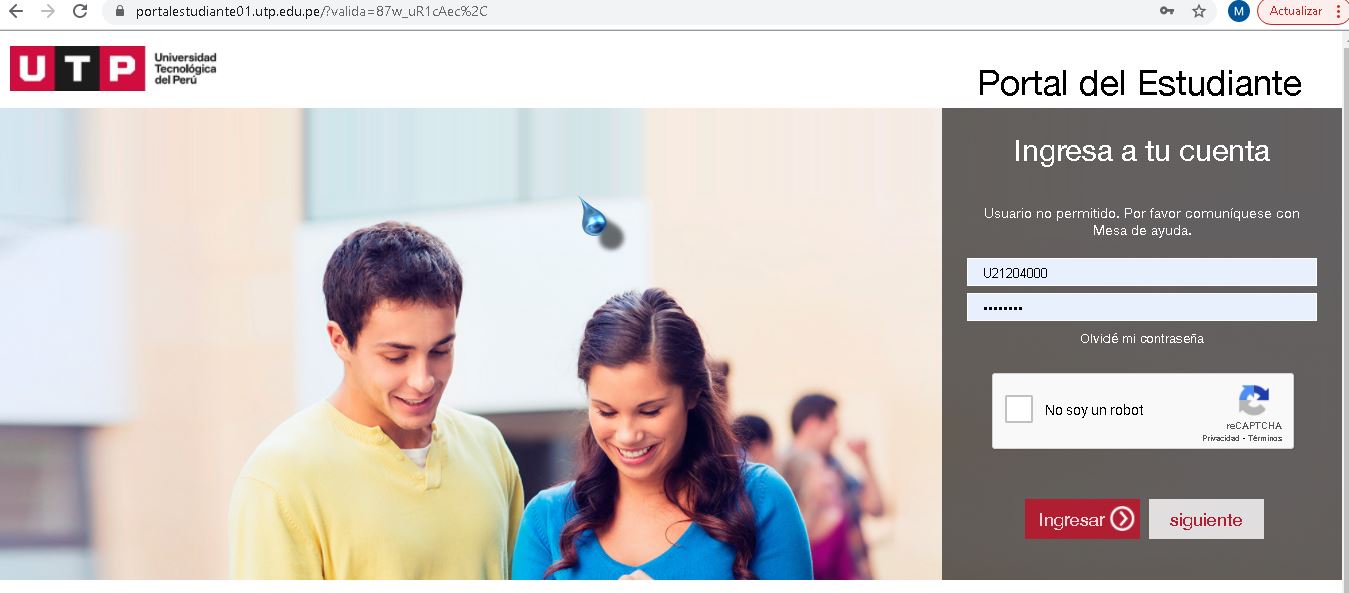 portalestudiante01.utp.edu.pe/?valida=87w_uR1cAec%2C
M
Actualizar
UTP
Universidad
Tecnológica
del Perú
Portal del Estudiante
Ingresa a tu cuenta
Usuario no permitido. Por favor comuníquese con
Mesa de ayuda.
U21204000
••••••••
Olvidé mi contraseña
No soy un robot
reCAPTCHA
Privacidad - Términos
Ingresar
siguiente